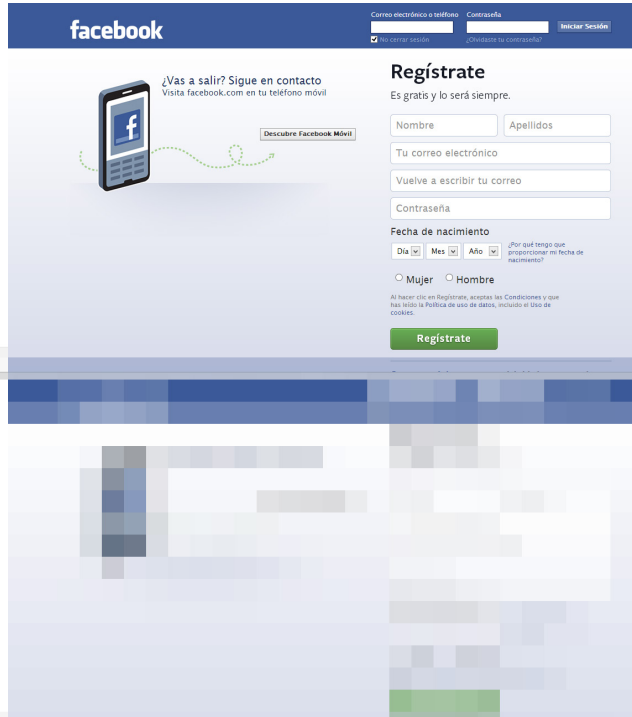 facebook
Correo electrónico o teléfono
Contraseña
Iniciar Sesión
No cerrar sesión
¿Olvidaste tu contraseña?
¿Vas a salir? Sigue en contacto
Visita facebook.com en tu teléfono móvil
f
Descubre Facebook Móvil
Regístrate
Es gratis y lo será siempre.
Nombre
Apellidos
Tu correo electrónico
Vuelve a escribir tu correo
Contraseña
Fecha de nacimiento
Día
Mes
Año
¿Por qué tengo que
proporcionar mi fecha de
nacimiento?
Mujer
Hombre
Al hacer clic en Regístrate, aceptas las Condiciones y que
has leído la Política de uso de datos, incluido el Uso de
cookies.
Regístrate